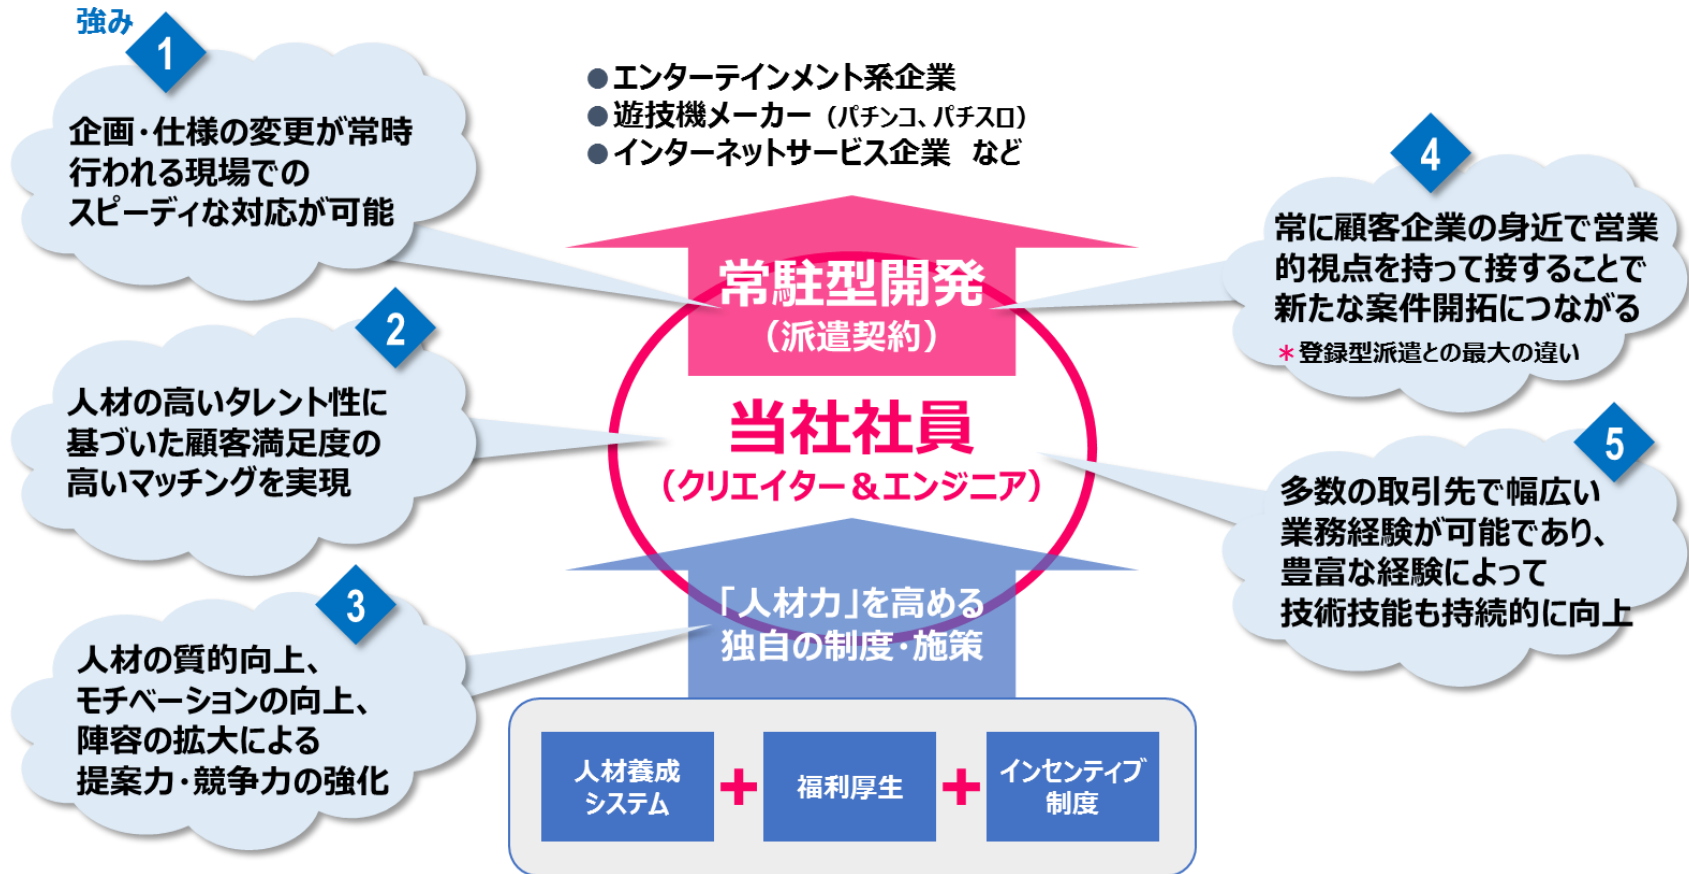 強み
1
企画・仕様の変更が常時
行われる現場での
スピーディな対応が可能
2
人材の高いタレント性に
基づいた顧客満足度の
高いマッチングを実現
3
人材の質的向上、
モチベーションの向上、
陣容の拡大による
提案力・競争力の強化
●エンターテインメント系企業
●遊技機メーカー（パチンコ、パチスロ）
●インターネットサービス企業 など
常駐型開発
（派遣契約）
当社社員
（クリエイター＆エンジニア）
「人材力」を高める
独自の制度・施策
人材養成
システム
+
福利厚生
+
インセンティブ
制度
4
常に顧客企業の身近で営業
的視点を持って接することで
新たな案件開拓につながる
＊登録型派遣との最大の違い
5
多数の取引先で幅広い
業務経験が可能であり、
豊富な経験によって
技術技能も持続的に向上